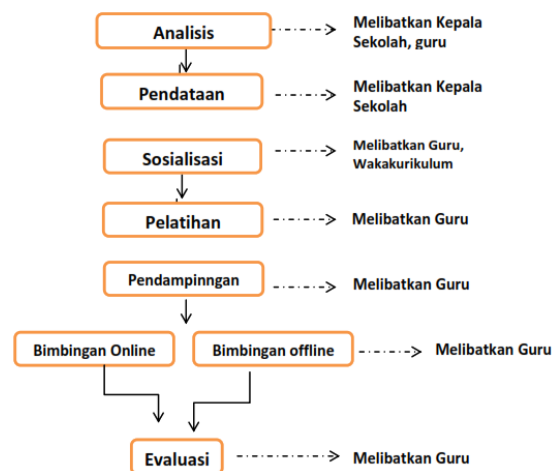 Analisis
Melibatkan Kepala
Sekolah, guru
Pendataan
Melibatkan Kepala
Sekolah
Sosialisasi
Melibatkan Guru,
Wakakurikulum
Pelatihan
Melibatkan Guru
Pendampinngan
Melibatkan Guru
Bimbingan Online
Bimbingan offline
Melibatkan Guru
Evaluasi
Melibatkan Guru